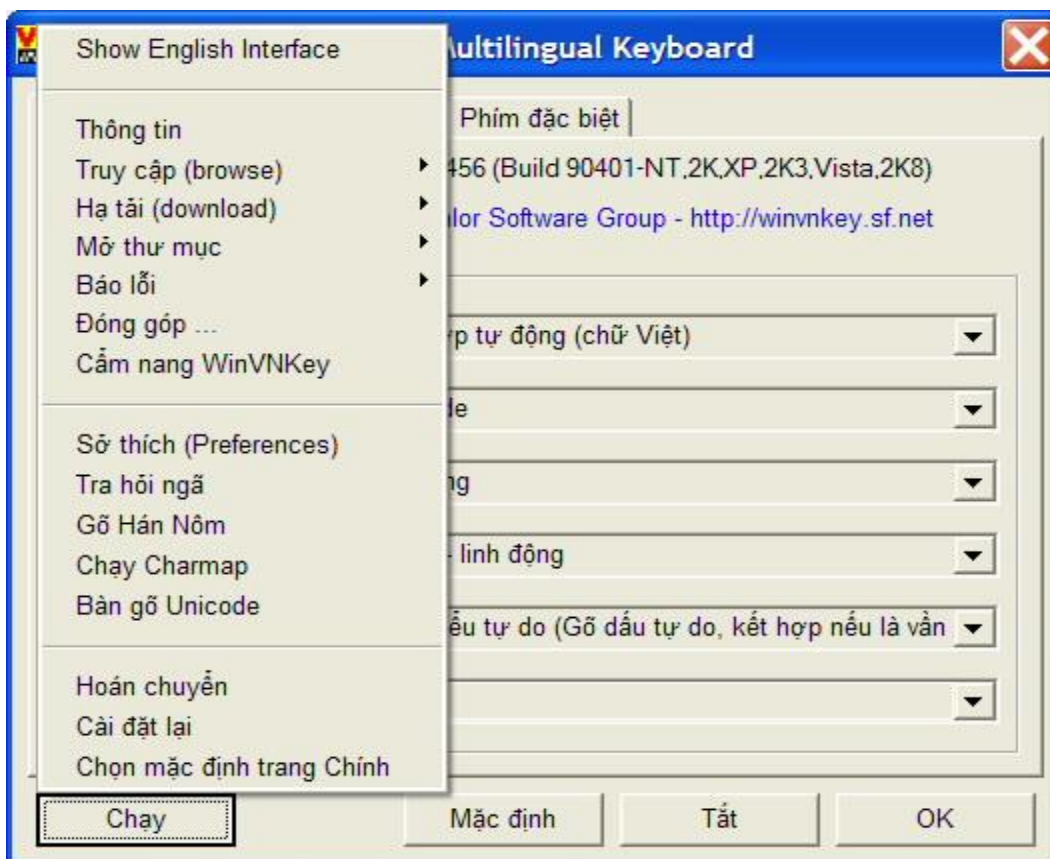 Multilingual Keyboard
Show English Interface
Thông tin
Truy cập (browse)
Hạ tải (download)
Mở thư mục
Báo lỗi
Đóng góp ...
Cẩm nang WinVNKey
Sở thích (Preferences)
Tra hỏi ngã
Gõ Hán Nôm
Chạy Charmap
Bàn gõ Unicode
Hoán chuyển
Cài đặt lại
Chọn mặc định trang Chính
Phím đặc biệt
456 (Build 90401-NT,2K,XP,2K3,Vista,2K8)
Software Group - http://winvnkey.sf.net
tự động (chữ Việt)
- linh động
tự do (Gõ dấu tự do, kết hợp nếu là vần
Chạy
Mặc định
Tắt
OK